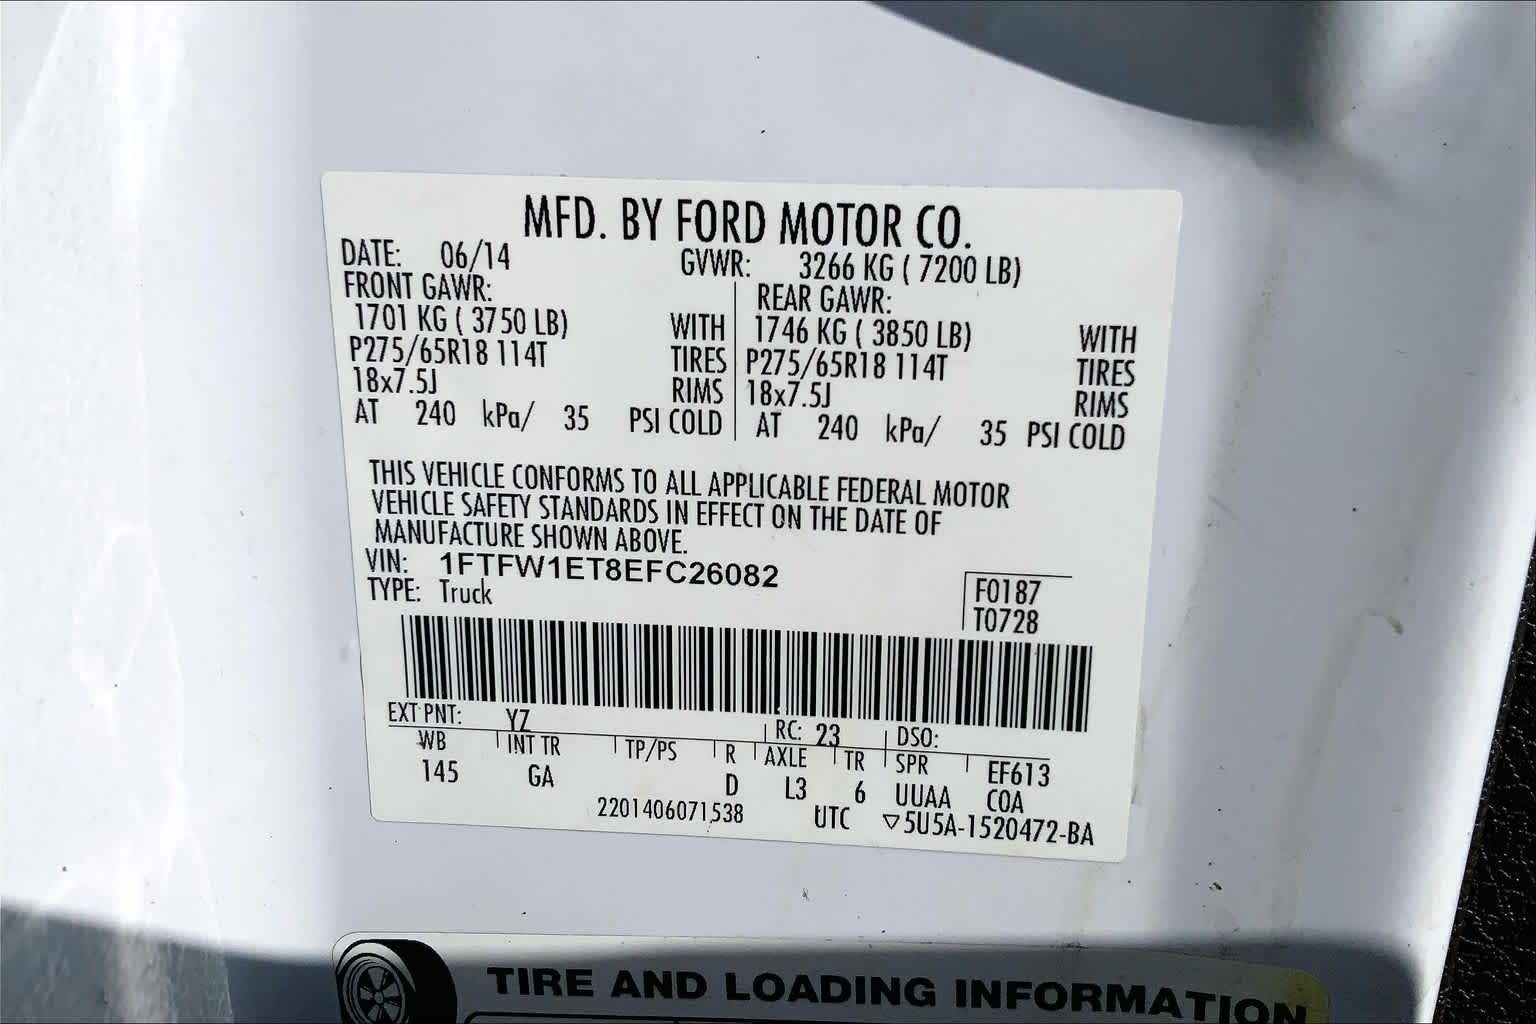 MFD. BY FORD MOTOR CO.
DATE: 06/14 GVWR: 3266 KG ( 7200 LB)
FRONT GAWR: REAR GAWR:
1701 KG ( 3750 LB) WITH 1746 KG ( 3850 LB) WITH
P275/65R18 114T TIRES P275/65R18 114T TIRES
18x7.5J RIMS 18x7.5J RIMS
AT 240 kPa/ 35 PSI COLD AT 240 kPa/ 35 PSI COLD
THIS VEHICLE CONFORMS TO ALL APPLICABLE FEDERAL MOTOR
VEHICLE SAFETY STANDARDS IN EFFECT ON THE DATE OF
MANUFACTURE SHOWN ABOVE.
VIN: 1FTFW1ET8EFC26082
TYPE: Truck F0187
T0728
EXT PNT: YZ RC: 23 DSO:
WB INT TR TP/PS R AXLE TR SPR EF613
145 GA D L3 6 UUAA COA
2201406071538 UTC ▽5U5A-1520472-BA
TIRE AND LOADING INFORMATION